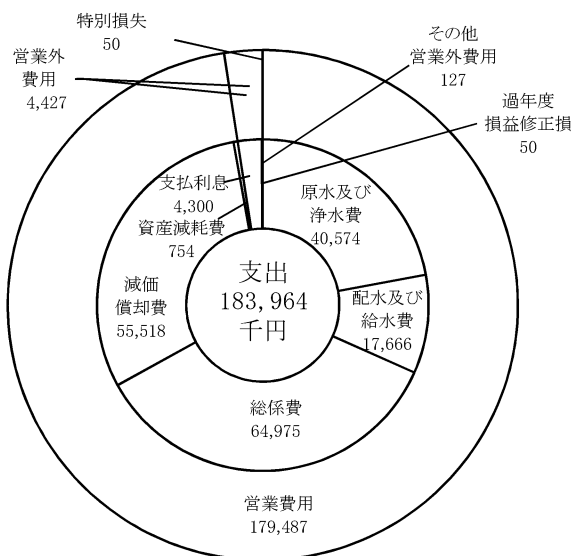 特別損失
50
営業外
費用
4,427
その他
営業外費用
127
過年度
損益修正損
50
支払利息
4,300
資産減耗費
754
原水及び
浄水費
40,574
減価
償却費
55,518
支出
183,964
千円
配水及び
給水費
17,666
総係費
64,975
営業費用
179,487